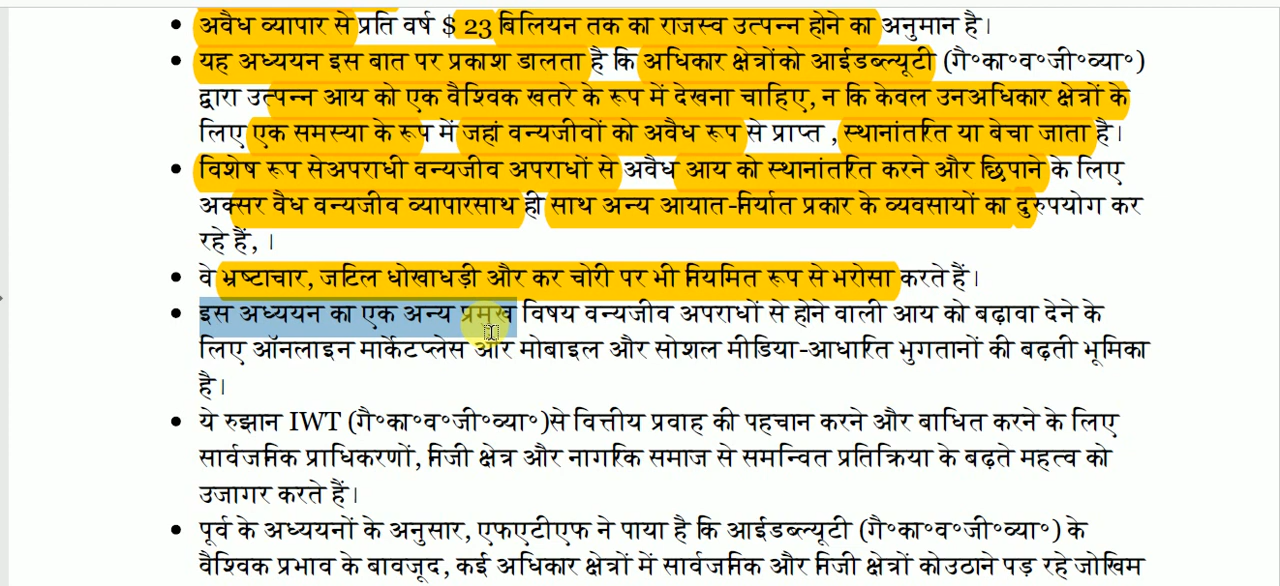 अवैध व्यापार से प्रति वर्ष $ 23 बिलियन तक का राजस्व उत्पन्न होने का अनुमान है।
यह अध्ययन इस बात पर प्रकाश डालता है कि अधिकार क्षेत्रोंको आईडब्ल्यूटी (गै°का°व°जी°व्या°)
द्वारा उत्पन्न आय को एक वैश्विक खतरे के रूप में देखना चाहिए, न कि केवल उनअधिकार क्षेत्रों के
लिए एक समस्या के रूप में जहां वन्यजीवों को अवैध रूप से प्राप्त , स्थानांतरित या बेचा जाता है।
विशेष रूप सेअपराधी वन्यजीव अपराधों से अवैध आय को स्थानांतरित करने और छिपाने के लिए
अक्सर वैध वन्यजीव व्यापारसाथ ही साथ अन्य आयात-निर्यात प्रकार के व्यवसायों का दुरुपयोग कर
रहे हैं, ।
वे भ्रष्टाचार, जटिल धोखाधड़ी और कर चोरी पर भी नियमित रूप से भरोसा करते हैं।
इस अध्ययन का एक अन्य प्रमुख विषय वन्यजीव अपराधों से होने वाली आय को बढ़ावा देने के
लिए ऑनलाइन मार्केटप्लेस और मोबाइल और सोशल मीडिया-आधारित भुगतानों की बढ़ती भूमिका
है।
ये रुझान IWT (गै°का°व°जी°व्या°)से वित्तीय प्रवाह की पहचान करने और बाधित करने के लिए
सार्वजनिक प्राधिकरणों, निजी क्षेत्र और नागरिक समाज से समन्वित प्रतिक्रिया के बढ़ते महत्व को
उजागर करते हैं।
पूर्व के अध्ययनों के अनुसार, एफएटीएफ ने पाया है कि आईडब्ल्यूटी (गै°का°व°जी°व्या°) के
वैश्विक प्रभाव के बावजूद, कई अधिकार क्षेत्रों में सार्वजनिक और निजी क्षेत्रों कोउठाने पड़ रहे जोखिम